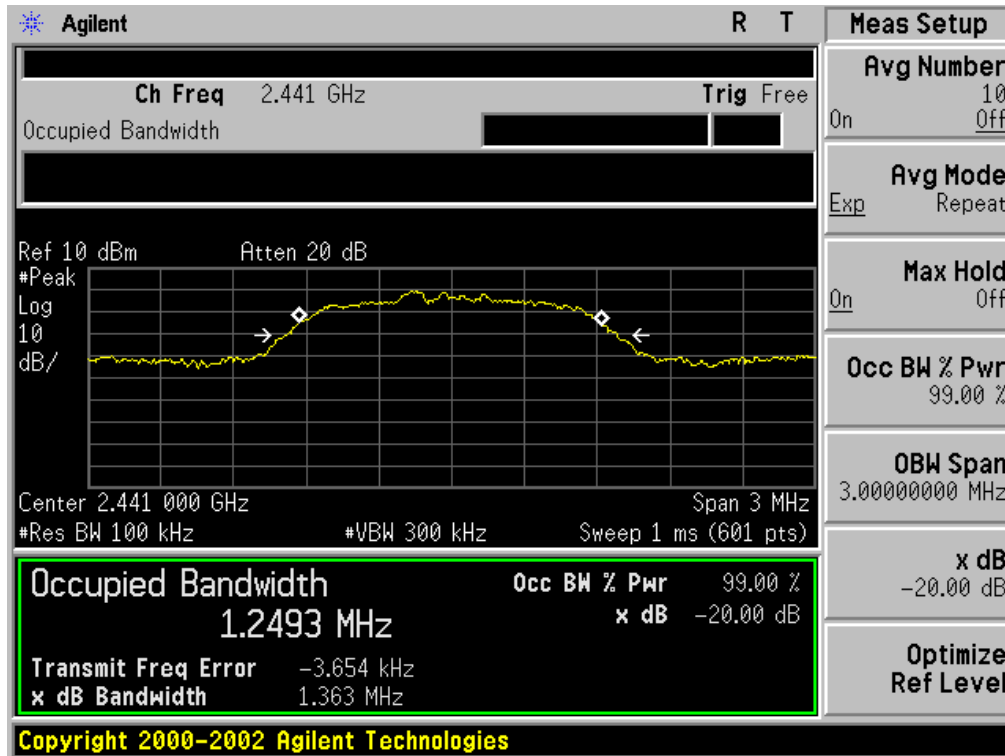 Agilent R T
Ch Freq 2.441 GHz Trig Free
Occupied Bandwidth
Ref 10 dBm Atten 20 dB
#Peak
Log
10
dB/
Center 2.441 000 GHz Span 3 MHz
#Res BW 100 kHz #VBW 300 kHz Sweep 1 ms (601 pts)
Occupied Bandwidth
1.2493 MHz
Occ BW % Pwr 99.00 %
x dB -20.00 dB
Transmit Freq Error -3.654 kHz
x dB Bandwidth 1.363 MHz
Meas Setup
Avg Number
10
On Off
Avg Mode
Exp Repeat
Max Hold
On Off
Occ BW % Pwr
99.00 %
OBW Span
3.00000000 MHz
x dB
-20.00 dB
Optimize
Ref Level
Copyright 2000-2002 Agilent Technologies